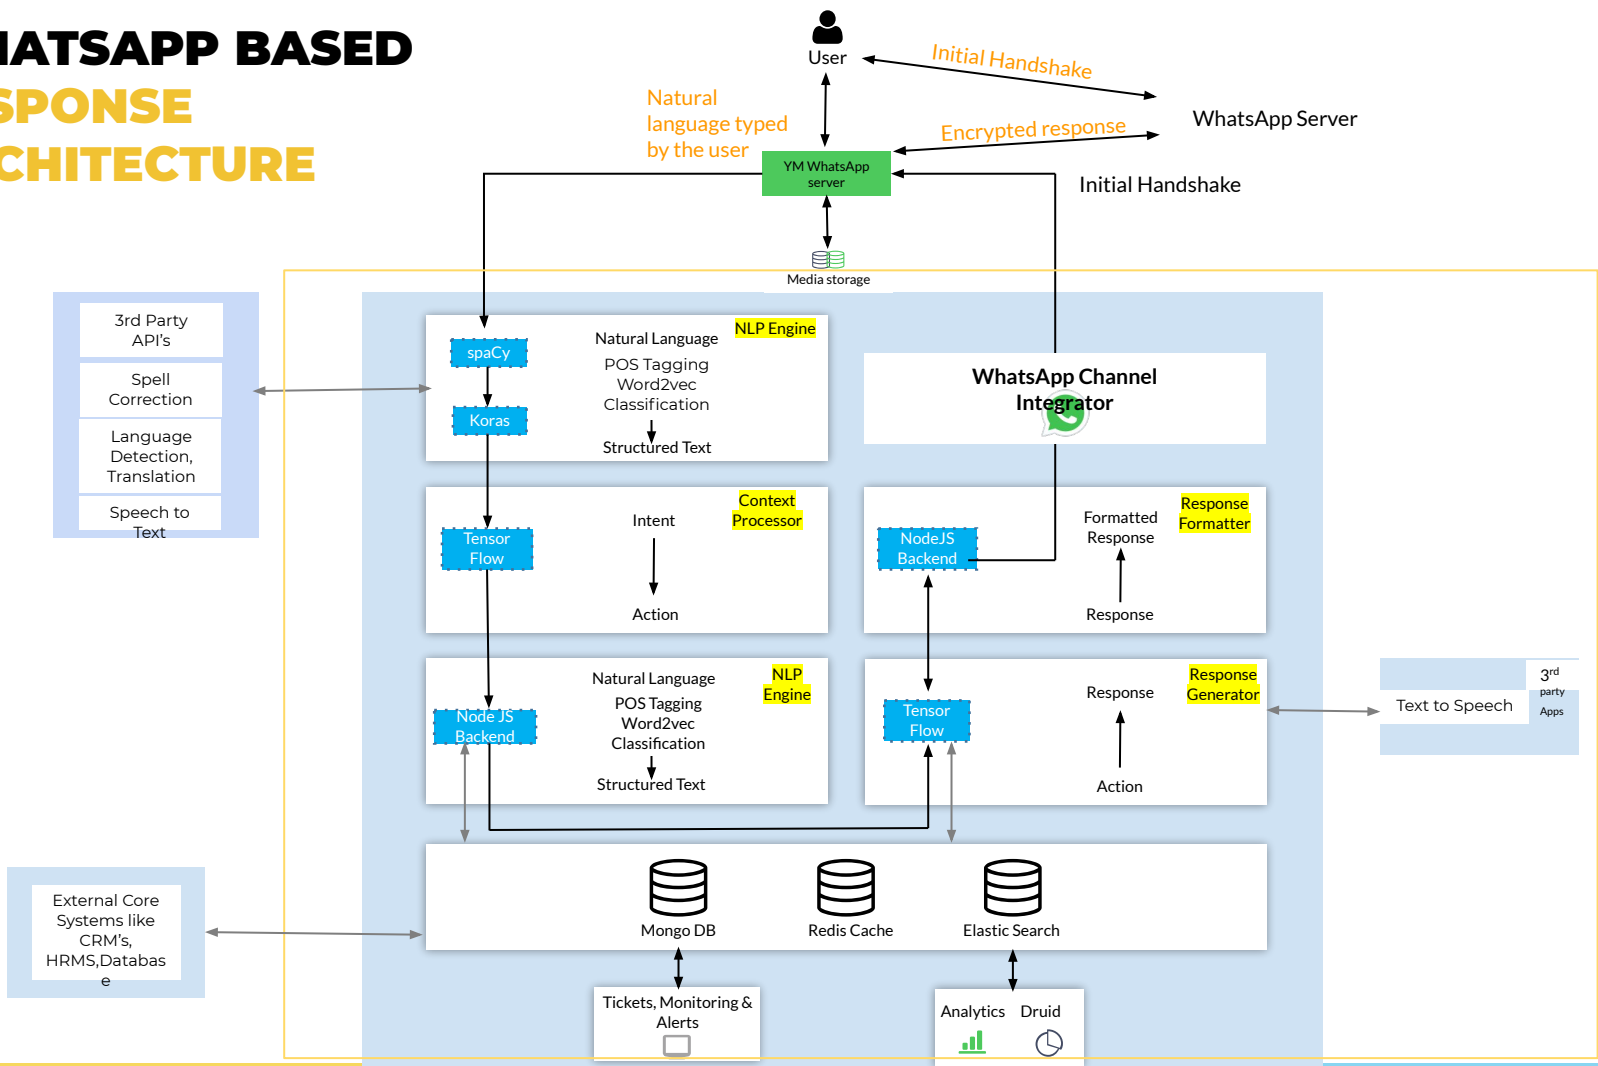 HATSAPP BASED
SPONSE
CHITECTURE
User
Initial Handshake
WhatsApp Server
Natural
language typed
by the user
Encrypted response
YM WhatsApp
server
Initial Handshake
Media storage
3rd Party
API's
Spell
Correction
Language
Detection,
Translation
Speech to
Text
NLP Engine
spaCy
Koras
Natural Language
POS Tagging
Word2vec
Classification
Structured Text
WhatsApp Channel
Integrator
Context
Processor
Tensor
Flow
Intent
Action
Response
Formatter
NodeJS
Backend
Formatted
Response
Response
NLP
Engine
Node JS
Backend
Natural Language
POS Tagging
Word2vec
Classification
Structured Text
Response
Generator
Tensor
Flow
Response
Action
Text to Speech
3rd
party
Apps
Mongo DB
Redis Cache
Elastic Search
External Core
Systems like
CRM's,
HRMS,Databas
e
Tickets, Monitoring &
Alerts
Analytics
Druid